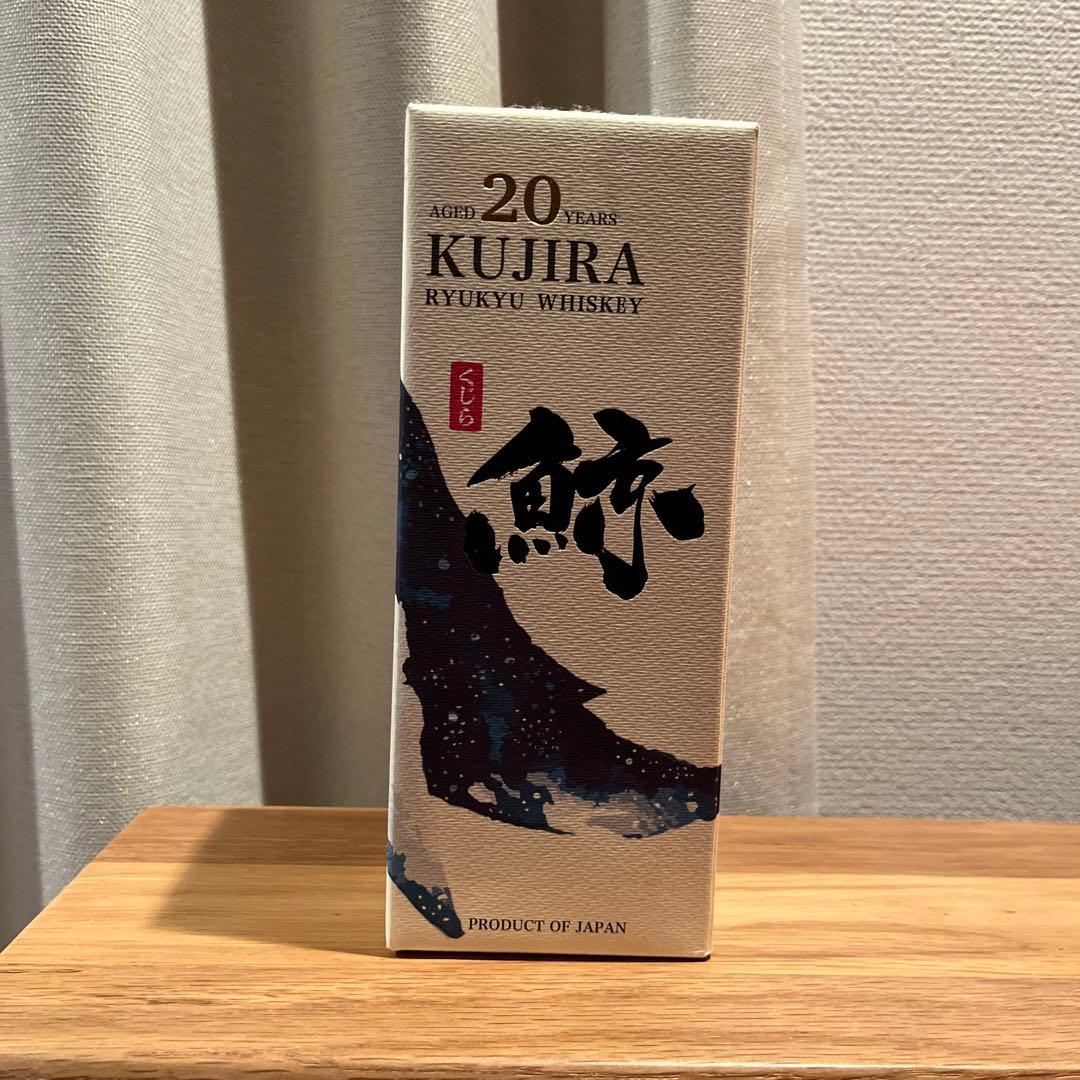 AGED 20 YEARS
KUJIRA
RYUKYU WHISKEY
くじら
鯨
PRODUCT OF JAPAN